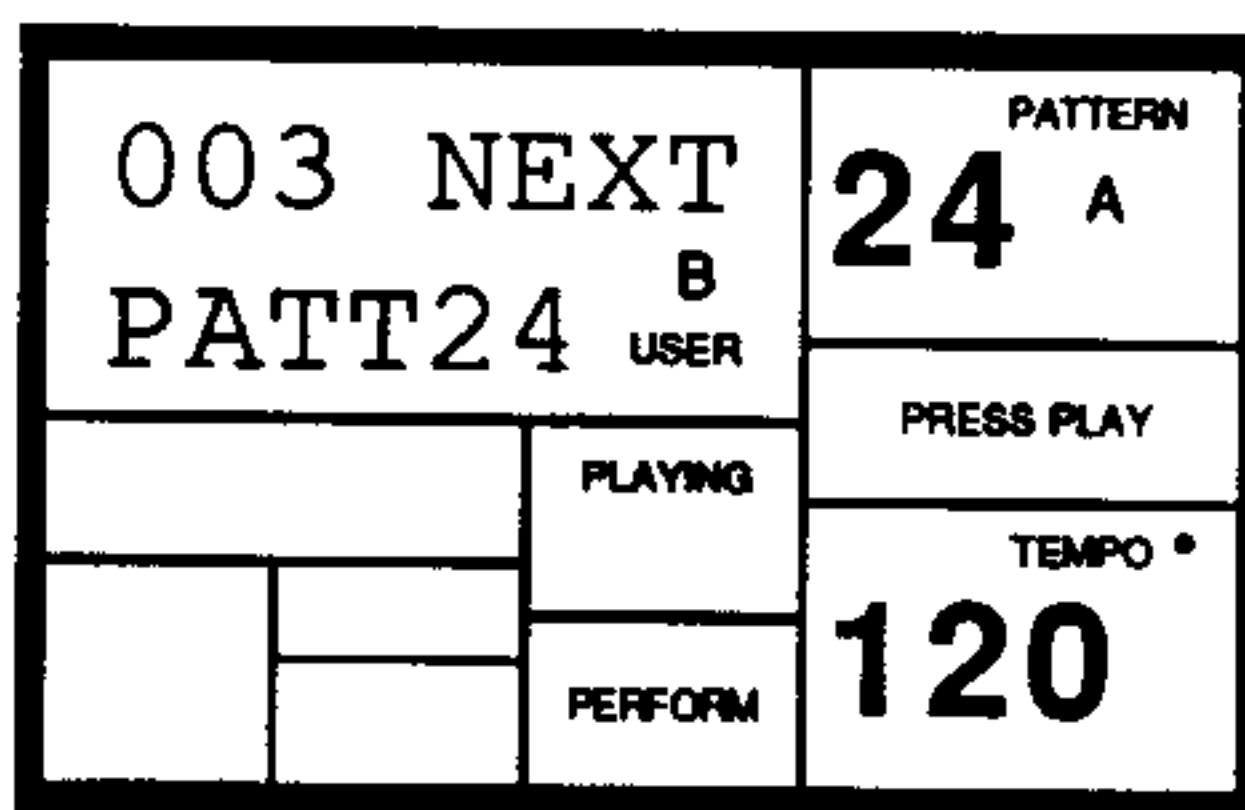 003 NEXT
PATT24 B
USER
PATTERN
24 A
PRESS PLAY
PLAYING
TEMPO
120
PERFORM